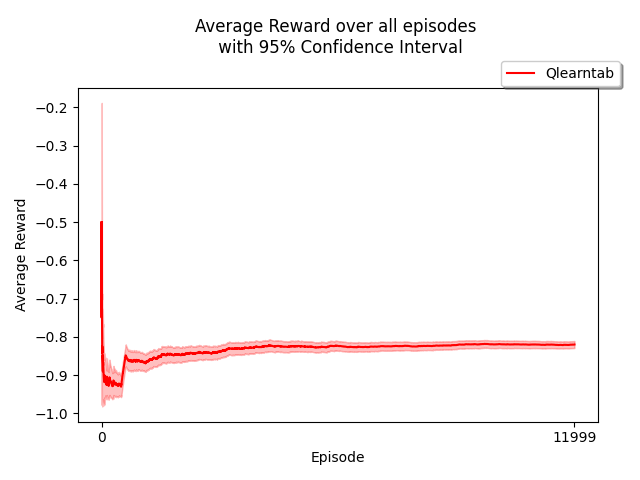 Average Reward over all episodes
with 95% Confidence Interval
Qlearntab
−0.2
−0.3
−0.4
−0.5
−0.6
−0.7
−0.8
−0.9
−1.0
Average Reward
0
11999
Episode